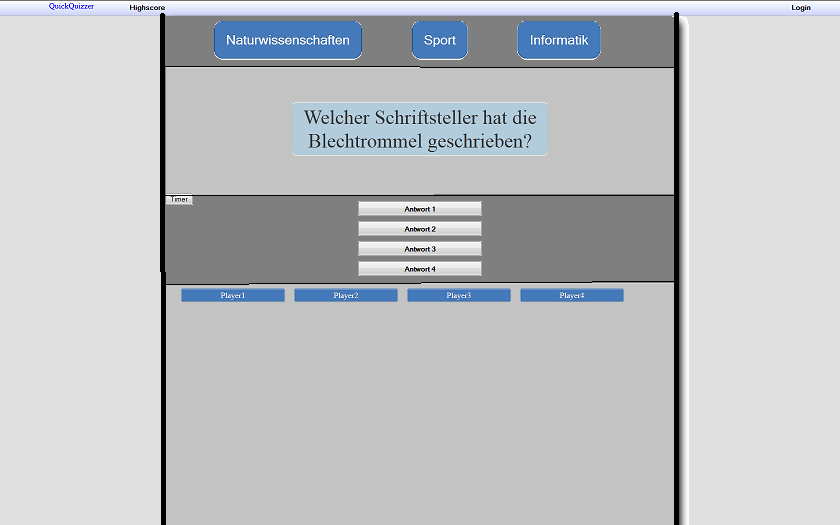 QuickQuizzer Highscore Login
Naturwissenschaften Sport Informatik
Welcher Schriftsteller hat die
Blechtrommel geschrieben?
Timer
Antwort 1
Antwort 2
Antwort 3
Antwort 4
Player1 Player2 Player3 Player4